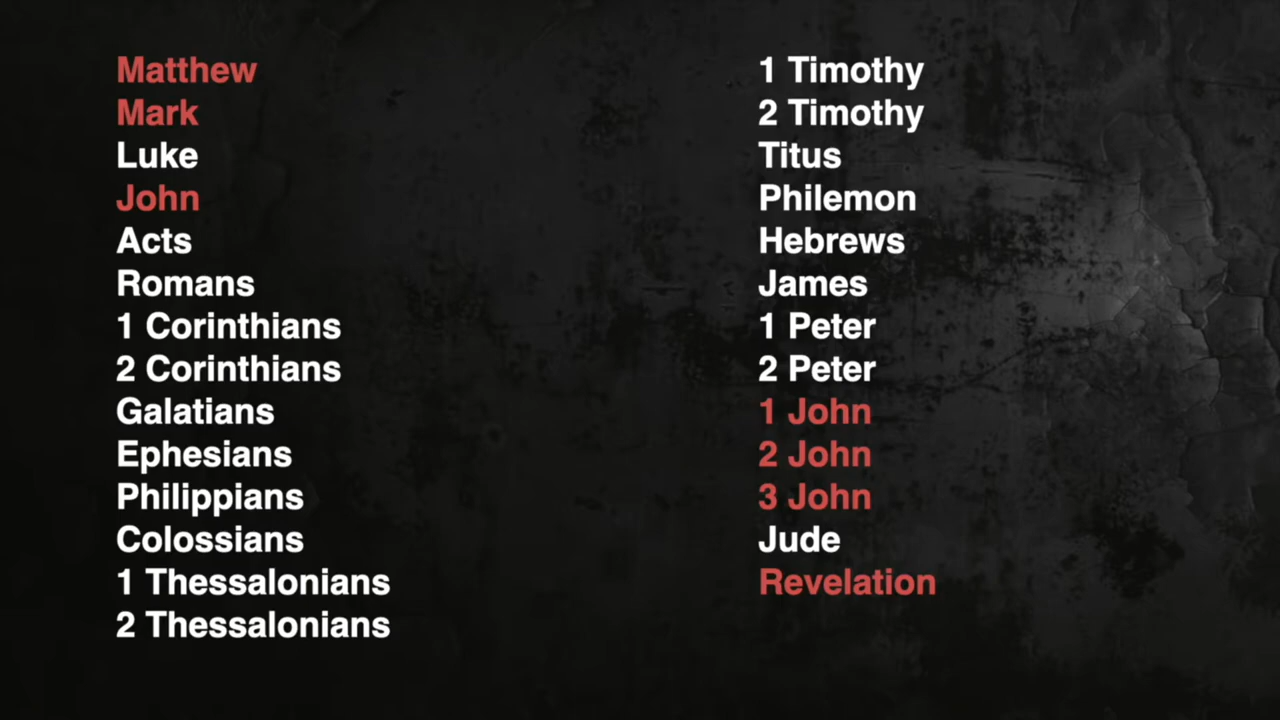 Matthew
Mark
Luke
John
Acts
Romans
1 Corinthians
2 Corinthians
Galatians
Ephesians
Philippians
Colossians
1 Thessalonians
2 Thessalonians
1 Timothy
2 Timothy
Titus
Philemon
Hebrews
James
1 Peter
2 Peter
1 John
2 John
3 John
Jude
Revelation